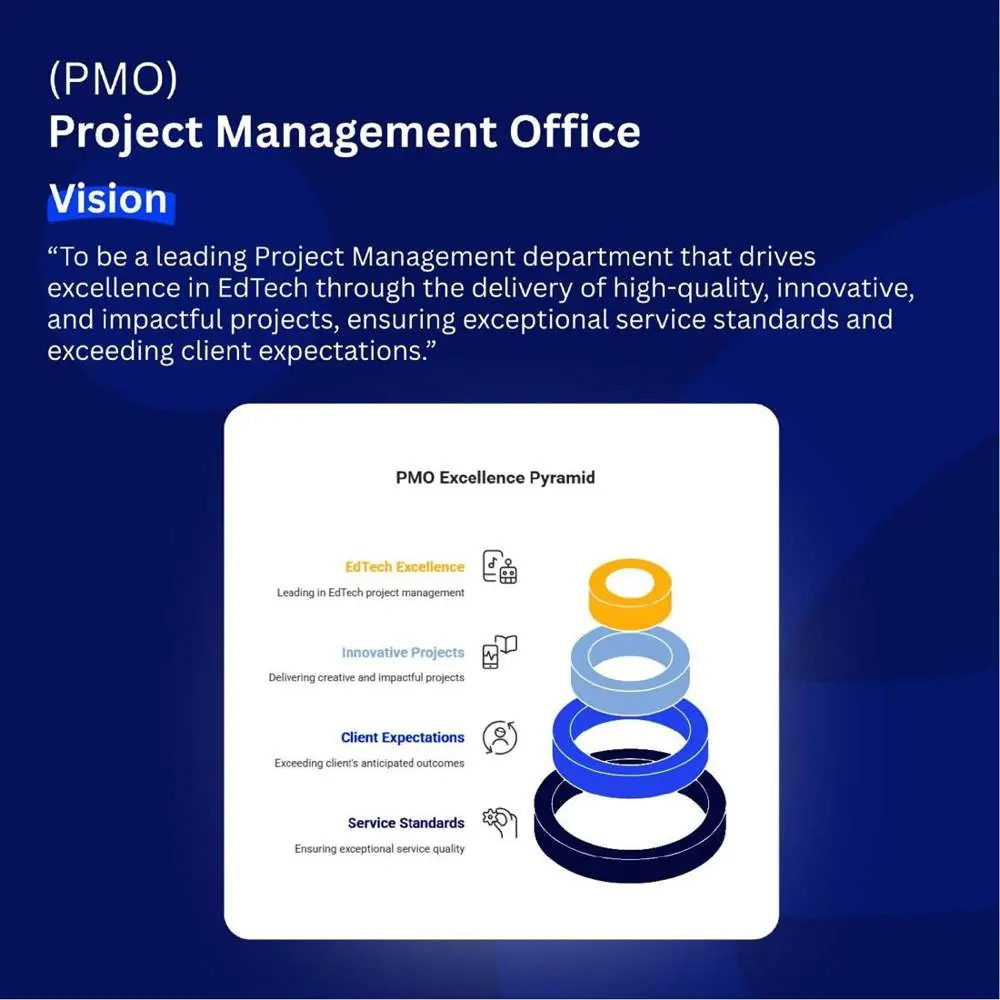 (PMO)
Project Management Office
Vision
“To be a leading Project Management department that drives
excellence in EdTech through the delivery of high-quality, innovative,
and impactful projects, ensuring exceptional service standards and
exceeding client expectations.”
PMO Excellence Pyramid
EdTech Excellence
Leading in EdTech project management
Innovative Projects
Delivering creative and impactful projects
Client Expectations
Exceeding client's anticipated outcomes
Service Standards
Ensuring exceptional service quality